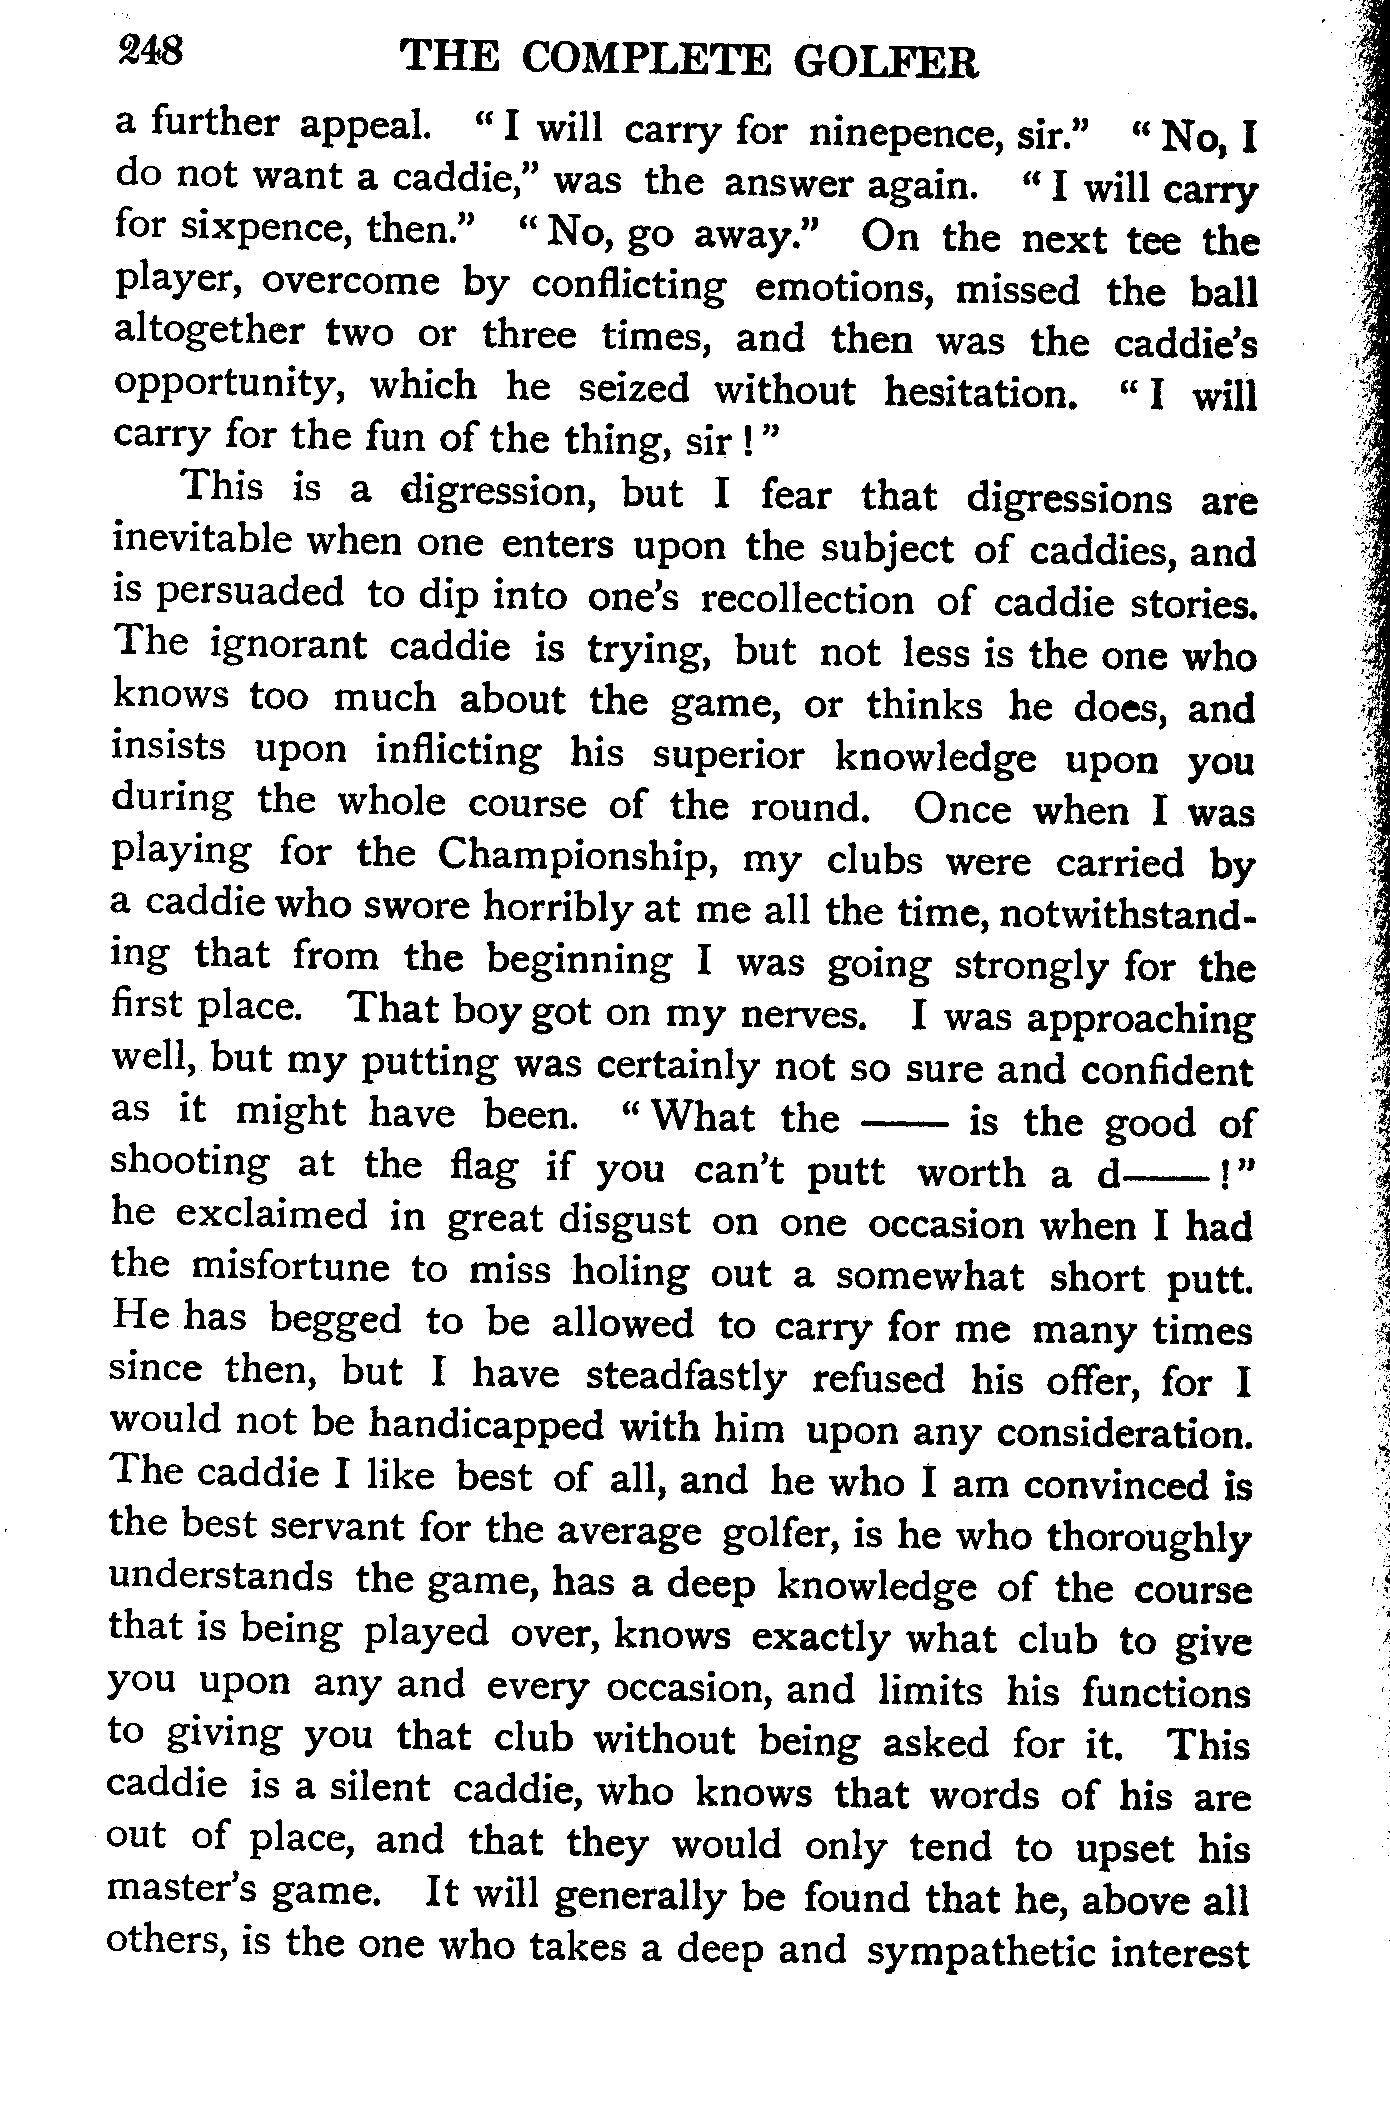 248 THE COMPLETE GOLFER
a further appeal. “ I will carry for ninepence, sir.” “ No, I
do not want a caddie,” was the answer again. “ I will carry
for sixpence, then.” “ No, go away.” On the next tee the
player, overcome by conflicting emotions, missed the ball
altogether two or three times, and then was the caddie’s
opportunity, which he seized without hesitation. “ I will
carry for the fun of the thing, sir ! ”
This is a digression, but I fear that digressions are
inevitable when one enters upon the subject of caddies, and
is persuaded to dip into one’s recollection of caddie stories.
The ignorant caddie is trying, but not less is the one who
knows too much about the game, or thinks he does, and
insists upon inflicting his superior knowledge upon you
during the whole course of the round. Once when I was
playing for the Championship, my clubs were carried by
a caddie who swore horribly at me all the time, notwithstand-
ing that from the beginning I was going strongly for the
first place. That boy got on my nerves. I was approaching
well, but my putting was certainly not so sure and confident
as it might have been. “ What the —— is the good of
shooting at the flag if you can’t putt worth a d—— ! ”
he exclaimed in great disgust on one occasion when I had
the misfortune to miss holing out a somewhat short putt.
He has begged to be allowed to carry for me many times
since then, but I have steadfastly refused his offer, for I
would not be handicapped with him upon any consideration.
The caddie I like best of all, and he who I am convinced is
the best servant for the average golfer, is he who thoroughly
understands the game, has a deep knowledge of the course
that is being played over, knows exactly what club to give
you upon any and every occasion, and limits his functions
to giving you that club without being asked for it. This
caddie is a silent caddie, who knows that words of his are
out of place, and that they would only tend to upset his
master’s game. It will generally be found that he, above all
others, is the one who takes a deep and sympathetic interest